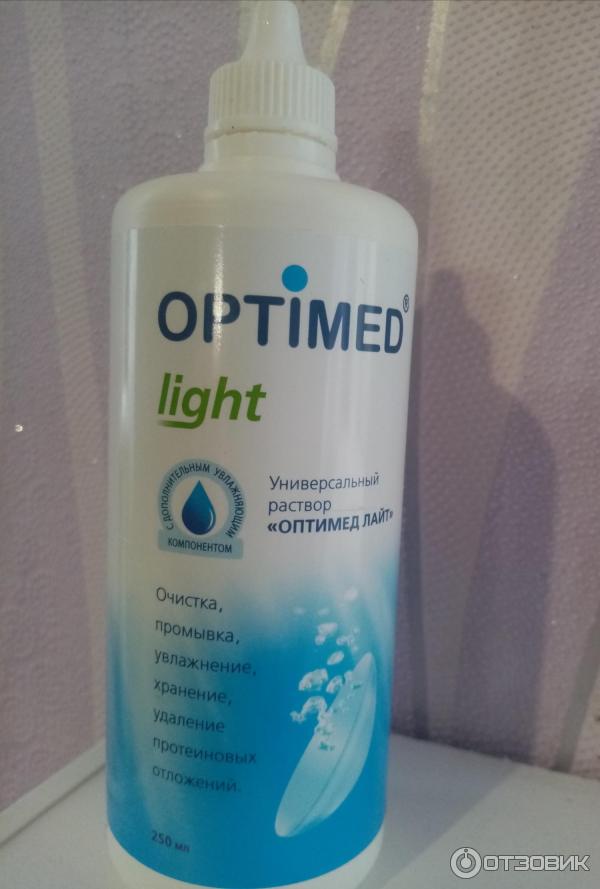 OPTIMED®
light
С ДОПОЛНИТЕЛЬНЫМ УВЛАЖНЯЮЩИМ
КОМПОНЕНТОМ
Универсальный
раствор
«ОПТИМЕД ЛАЙТ»
Очистка,
промывка,
увлажнение,
хранение,
удаление
протеиновых
отложений.
250 мл
ОТЗОВИК